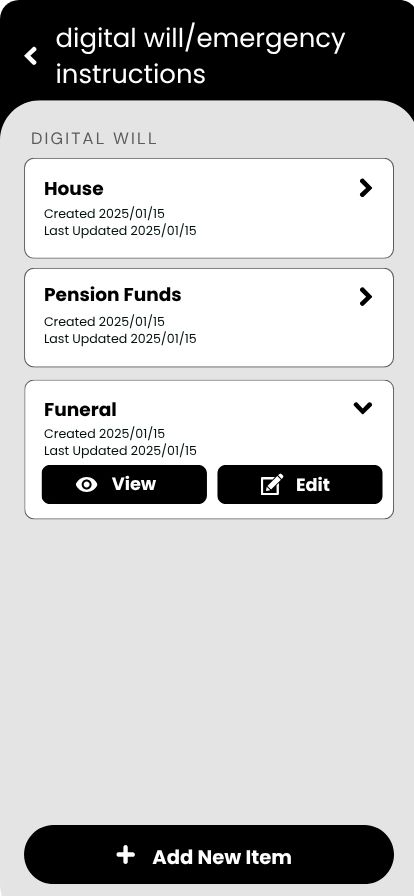 digital will/emergency
instructions
DIGITAL WILL
House
Created 2025/01/15
Last Updated 2025/01/15
Pension Funds
Created 2025/01/15
Last Updated 2025/01/15
Funeral
Created 2025/01/15
Last Updated 2025/01/15
View Edit
Add New Item